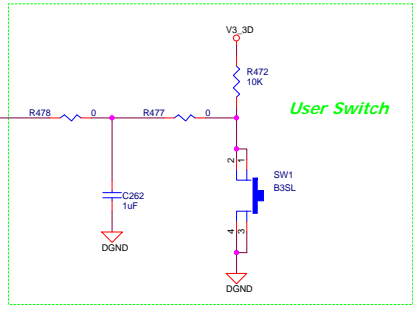 V3_3D
R472
10K
User Switch
R478 0
R477 0
2
1
SW1
B3SL
C262
1uF
4
3
DGND
DGND